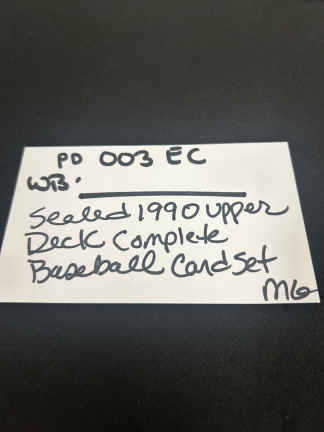 PD 003 EC
WB.
Sealed 1990 upper
Deck Complete
Baseball Card Set
MG